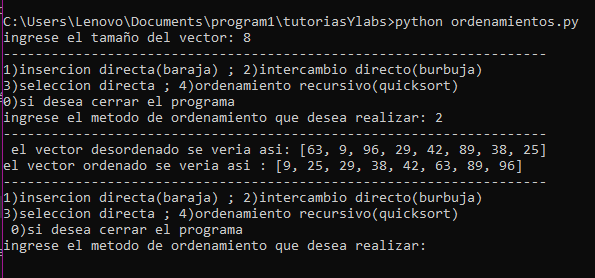 C:\Users\Lenovo\Documents\program1\tutoriasYlabs>python ordenamientos.py
ingrese el tamaño del vector: 8
---------------------------------------------------------------------
1)insercion directa(baraja) ; 2)intercambio directo(burbuja)
3)seleccion directa ; 4)ordenamiento recursivo(quicksort)
0)si desea cerrar el programa
ingrese el metodo de ordenamiento que desea realizar: 2
---------------------------------------------------------------------
 el vector desordenado se veria asi: [63, 9, 96, 29, 42, 89, 38, 25]
el vector ordenado se veria asi : [9, 25, 29, 38, 42, 63, 89, 96]
---------------------------------------------------------------------
1)insercion directa(baraja) ; 2)intercambio directo(burbuja)
3)seleccion directa ; 4)ordenamiento recursivo(quicksort)
 0)si desea cerrar el programa
ingrese el metodo de ordenamiento que desea realizar: